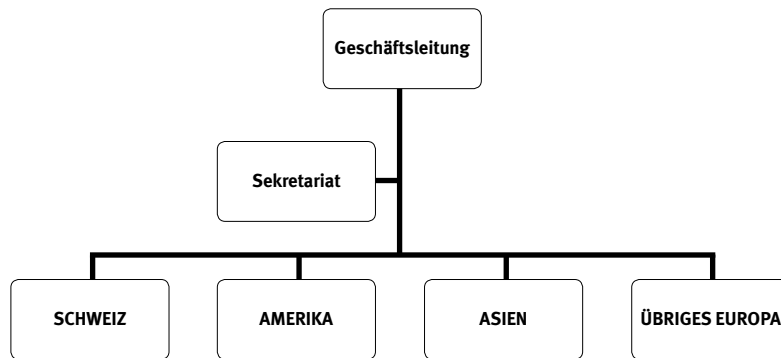 Geschäftsleitung
Sekretariat
SCHWEIZ
AMERIKA
ASIEN
ÜBRIGES EUROPA